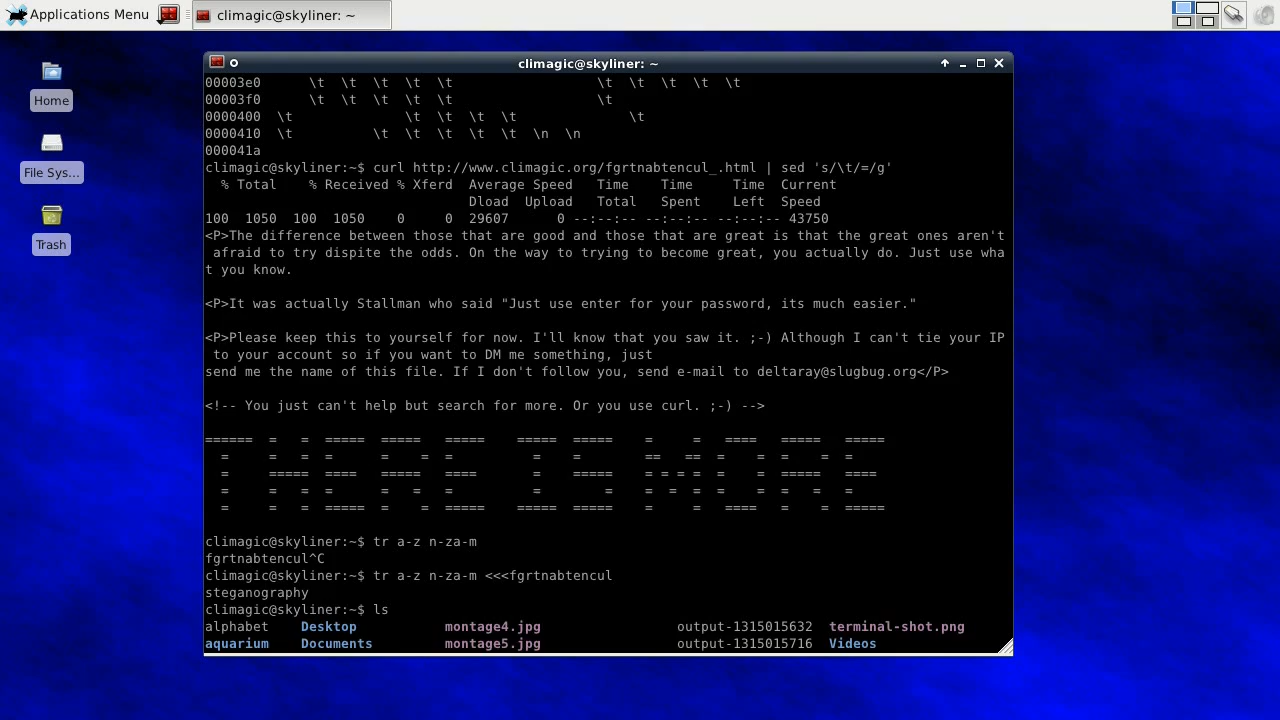 Applications Menu climagic@skyliner: ~
climagic@skyliner: ~
Home
File Sys...
Trash
00003e0      \t  \t  \t  \t  \t                  \t  \t  \t  \t  \t
00003f0      \t  \t  \t  \t  \t                  \t
0000400  \t              \t  \t  \t  \t              \t
0000410  \t          \t  \t  \t  \t  \t  \n  \n
000041a
climagic@skyliner:~$ curl http://www.climagic.org/fgrtnabtencul_.html | sed 's/\t/=/g'
  % Total    % Received % Xferd  Average Speed   Time    Time     Time  Current
                                 Dload  Upload   Total   Spent    Left  Speed
100  1050  100  1050    0     0  29607      0 --:--:-- --:--:-- --:--:-- 43750
<P>The difference between those that are good and those that are great is that the great ones aren't
 afraid to try dispite the odds. On the way to trying to become great, you actually do. Just use wha
t you know.
<P>It was actually Stallman who said "Just use enter for your password, its much easier."
<P>Please keep this to yourself for now. I'll know that you saw it. ;-) Although I can't tie your IP
 to your account so if you want to DM me something, just
send me the name of this file. If I don't follow you, send e-mail to deltaray@slugbug.org</P>
<!-- You just can't help but search for more. Or you use curl. ;-) -->
======  =   =  =====  =====   =====    =====  =====    =     =   ====   =====   =====
  =     =   =  =      =    =  =          =    =        ==   ==  =    =  =    =  =
  =     =====  ====   =====   ====       =    =====    = = = =  =    =  =====   ====
  =     =   =  =      =   =   =          =        =    =  =  =  =    =  =   =   =
  =     =   =  =====  =    =  =====    =====  =====    =     =   ====   =    =  =====
climagic@skyliner:~$ tr a-z n-za-m
fgrtnabtencul^C
climagic@skyliner:~$ tr a-z n-za-m <<<fgrtnabtencul
steganography
climagic@skyliner:~$ ls
alphabet    Desktop           montage4.jpg                 output-1315015632  terminal-shot.png
aquarium    Documents         montage5.jpg                 output-1315015716  Videos